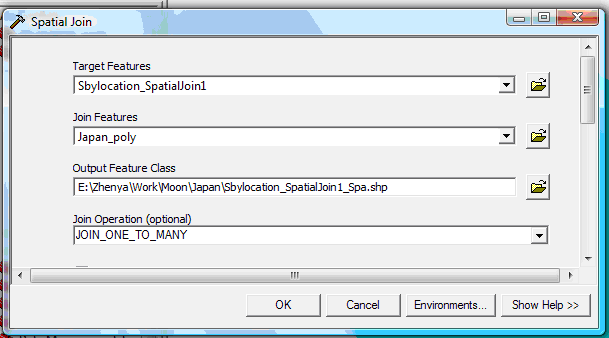 Spatial Join
Target Features
Sbylocation_SpatialJoin1
Join Features
Japan_poly
Output Feature Class
E:\Zhenya\Work\Moon\Japan\Sbylocation_SpatialJoin1_Spa.shp
Join Operation (optional)
JOIN_ONE_TO_MANY
OK Cancel Environments... Show Help >>